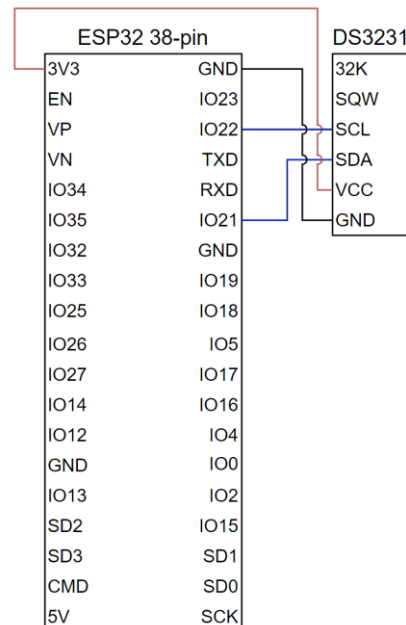 ESP32 38-pin
3V3 GND
EN IO23
VP IO22
VN TXD
IO34 RXD
IO35 IO21
IO32 GND
IO33 IO19
IO25 IO18
IO26 IO5
IO27 IO17
IO14 IO16
IO12 IO4
GND IO0
IO13 IO2
SD2 IO15
SD3 SD1
CMD SD0
5V SCK
DS3231
32K
SQW
SCL
SDA
VCC
GND